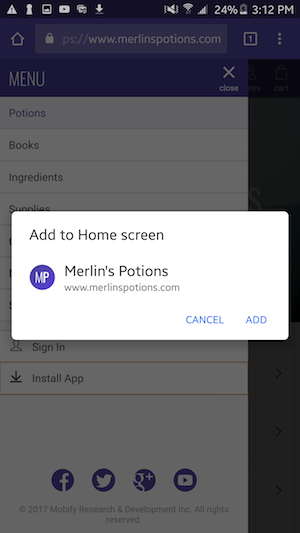 24% 3:12 PM
ps://www.merlinspotions.com
1
MENU
close
cart
Potions
Books
Ingredients
Supplies
Add to Home screen
MP
Merlin's Potions
www.merlinspotions.com
CANCEL
ADD
Sign In
Install App
© 2017 Mobify Research & Development Inc. All rights
reserved.